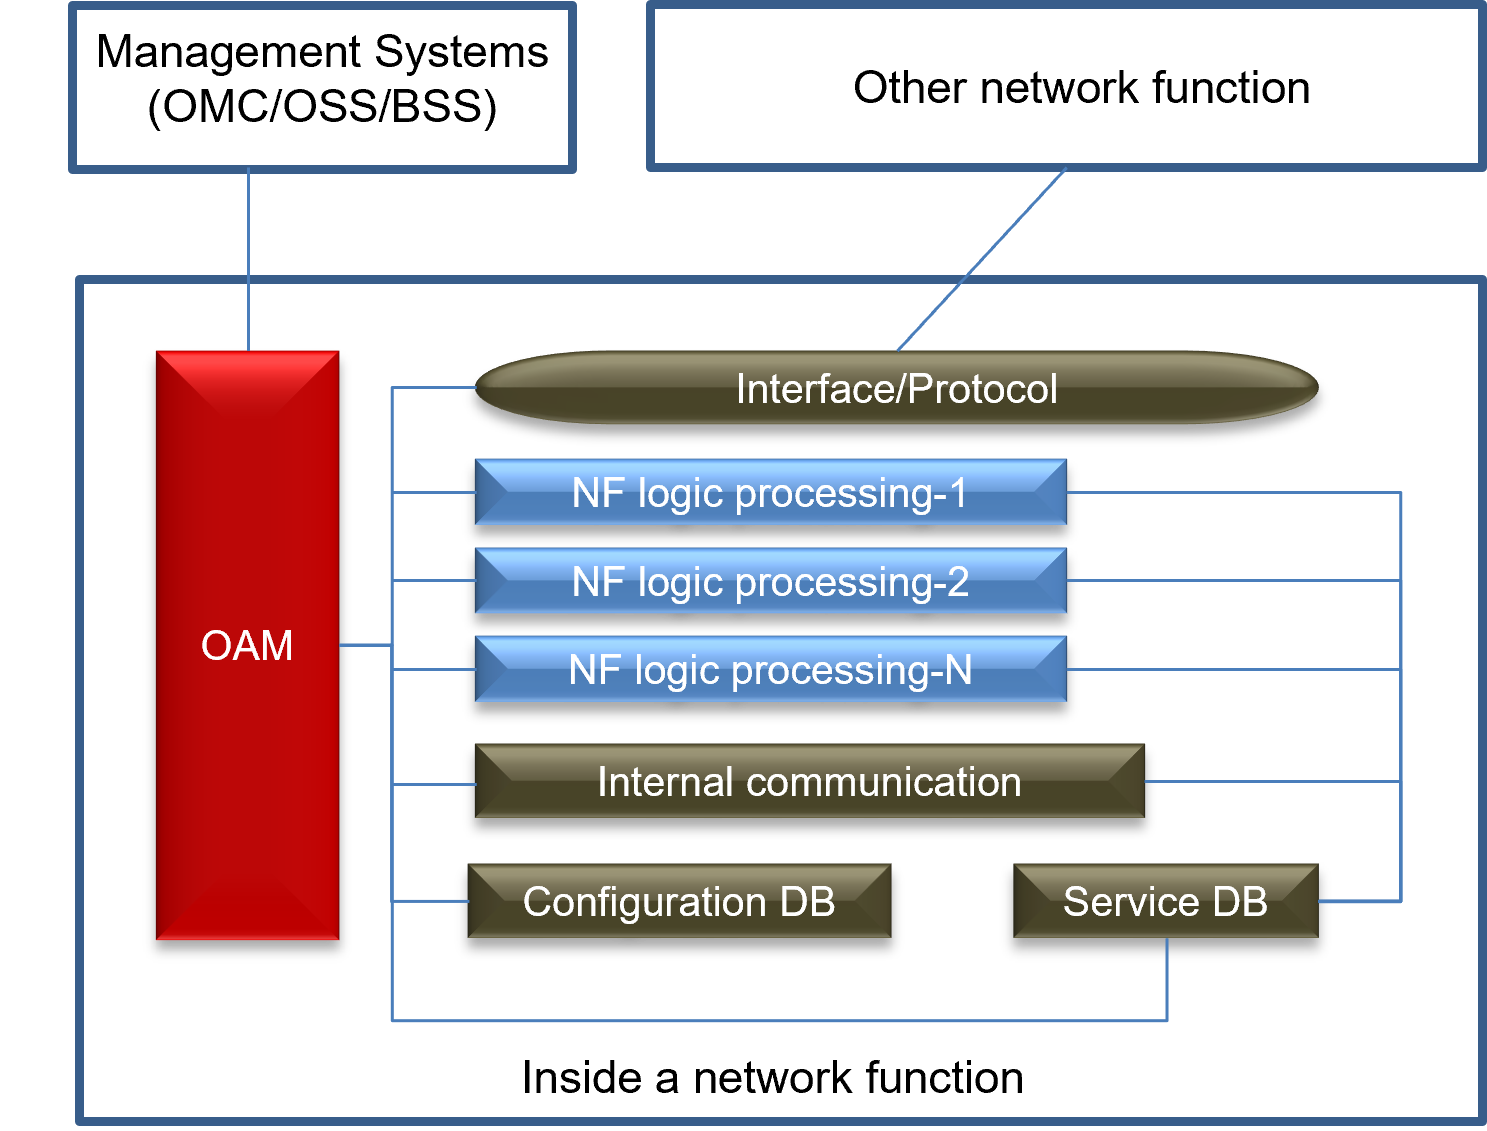 Management Systems
(OMC/OSS/BSS)
Other network function
Interface/Protocol
NF logic processing-1
NF logic processing-2
OAM
NF logic processing-N
Internal communication
Configuration DB
Service DB
Inside a network function